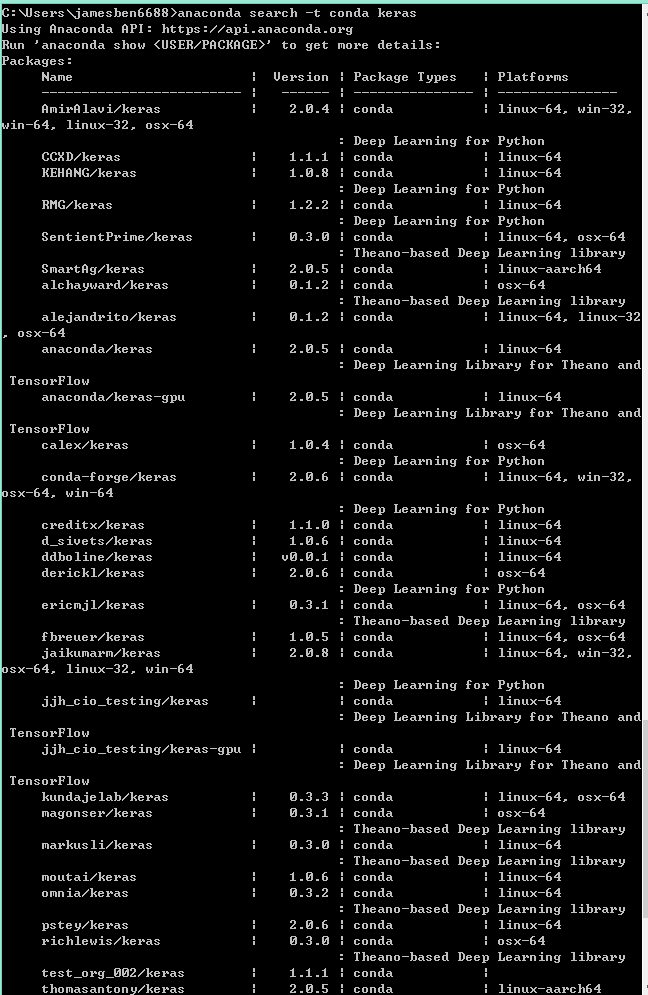 C:\Users\jamesben6688>anaconda search -t conda keras
Using Anaconda API: https://api.anaconda.org
Run 'anaconda show <USER/PACKAGE>' to get more details:
Packages:
     Name                      |  Version | Package Types   | Platforms
     ------------------------- |   ------ | --------------- | ---------------
     AmirAlavi/keras           |    2.0.4 | conda           | linux-64, win-32,
win-64, linux-32, osx-64
                                          : Deep Learning for Python
     CCXD/keras                |    1.1.1 | conda           | linux-64
     KEHANG/keras              |    1.0.8 | conda           | linux-64
                                          : Deep Learning for Python
     RMG/keras                 |    1.2.2 | conda           | linux-64
                                          : Deep Learning for Python
     SentientPrime/keras       |    0.3.0 | conda           | linux-64, osx-64
                                          : Theano-based Deep Learning library
     SmartAg/keras             |    2.0.5 | conda           | linux-aarch64
     alchayward/keras          |    0.1.2 | conda           | osx-64
                                          : Theano-based Deep Learning library
     alejandrito/keras         |    0.1.2 | conda           | linux-64, linux-32
, osx-64
     anaconda/keras            |    2.0.5 | conda           | linux-64
                                          : Deep Learning Library for Theano and
 TensorFlow
     anaconda/keras-gpu        |    2.0.5 | conda           | linux-64
                                          : Deep Learning Library for Theano and
 TensorFlow
     calex/keras               |    1.0.4 | conda           | osx-64
                                          : Deep Learning for Python
     conda-forge/keras         |    2.0.6 | conda           | linux-64, win-32,
osx-64, win-64
                                          : Deep Learning for Python
     creditx/keras             |    1.1.0 | conda           | linux-64
     d_sivets/keras            |    1.0.6 | conda           | linux-64
     ddboline/keras            |   v0.0.1 | conda           | linux-64
     derickl/keras             |    2.0.6 | conda           | osx-64
                                          : Deep Learning for Python
     ericmjl/keras             |    0.3.1 | conda           | linux-64, osx-64
                                          : Theano-based Deep Learning library
     fbreuer/keras             |    1.0.5 | conda           | linux-64, osx-64
     jaikumarm/keras           |    2.0.8 | conda           | linux-64, win-32,
osx-64, linux-32, win-64
                                          : Deep Learning for Python
     jjh_cio_testing/keras     |          | conda           | linux-64
                                          : Deep Learning Library for Theano and
 TensorFlow
     jjh_cio_testing/keras-gpu |          | conda           | linux-64
                                          : Deep Learning Library for Theano and
 TensorFlow
     kundajelab/keras          |    0.3.3 | conda           | linux-64, osx-64
     magonser/keras            |    0.3.1 | conda           | osx-64
                                          : Theano-based Deep Learning library
     markusli/keras            |    0.3.0 | conda           | linux-64
                                          : Theano-based Deep Learning library
     moutai/keras              |    1.0.6 | conda           | linux-64
     omnia/keras               |    0.3.2 | conda           | linux-64
                                          : Theano-based Deep Learning library
     pstey/keras               |    2.0.6 | conda           | linux-64
     richlewis/keras           |    0.3.0 | conda           | osx-64
                                          : Theano-based Deep Learning library
     test_org_002/keras        |    1.1.1 | conda           |
     thomasantony/keras        |    2.0.5 | conda           | linux-aarch64